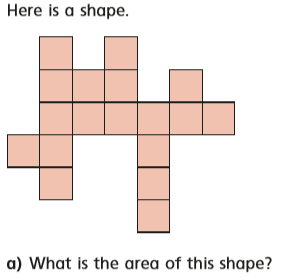 Here is a shape.
a) What is the area of this shape?